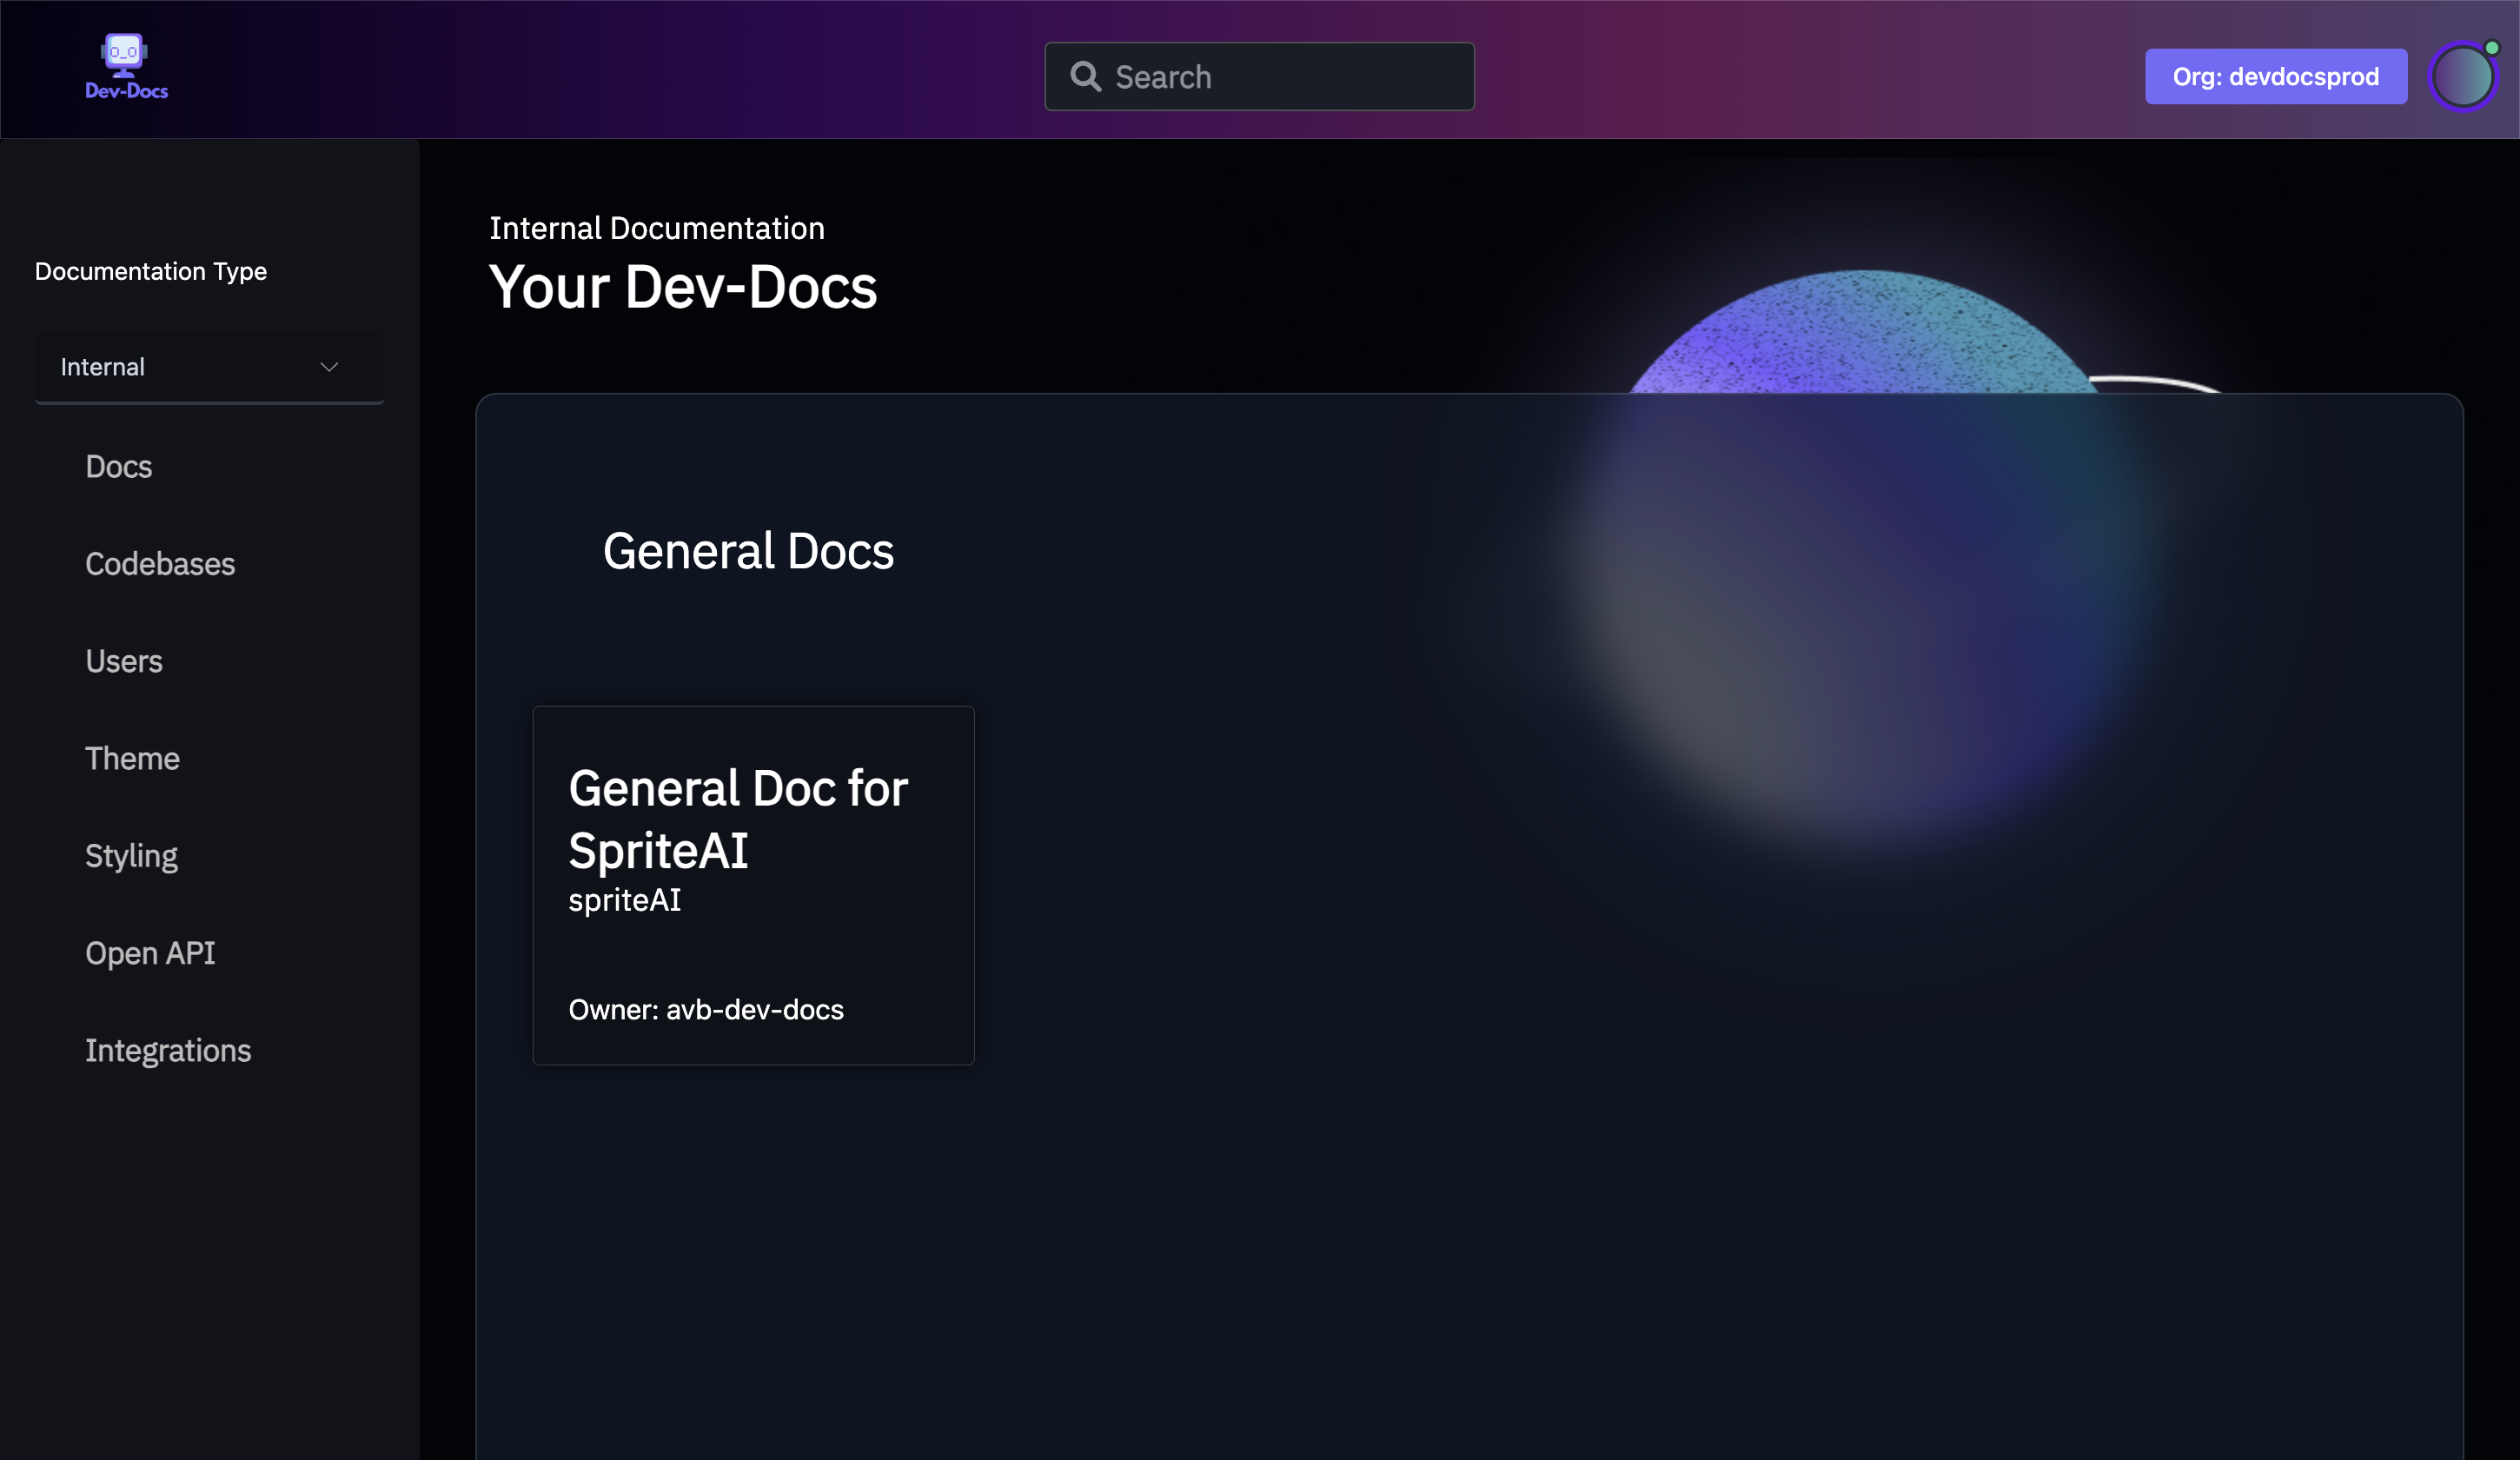 Dev-Docs
Search
Org: devdocsprod
Documentation Type
Internal
Docs
Codebases
Users
Theme
Styling
Open API
Integrations
Internal Documentation
Your Dev-Docs
General Docs
General Doc for
SpriteAI
spriteAI
Owner: avb-dev-docs